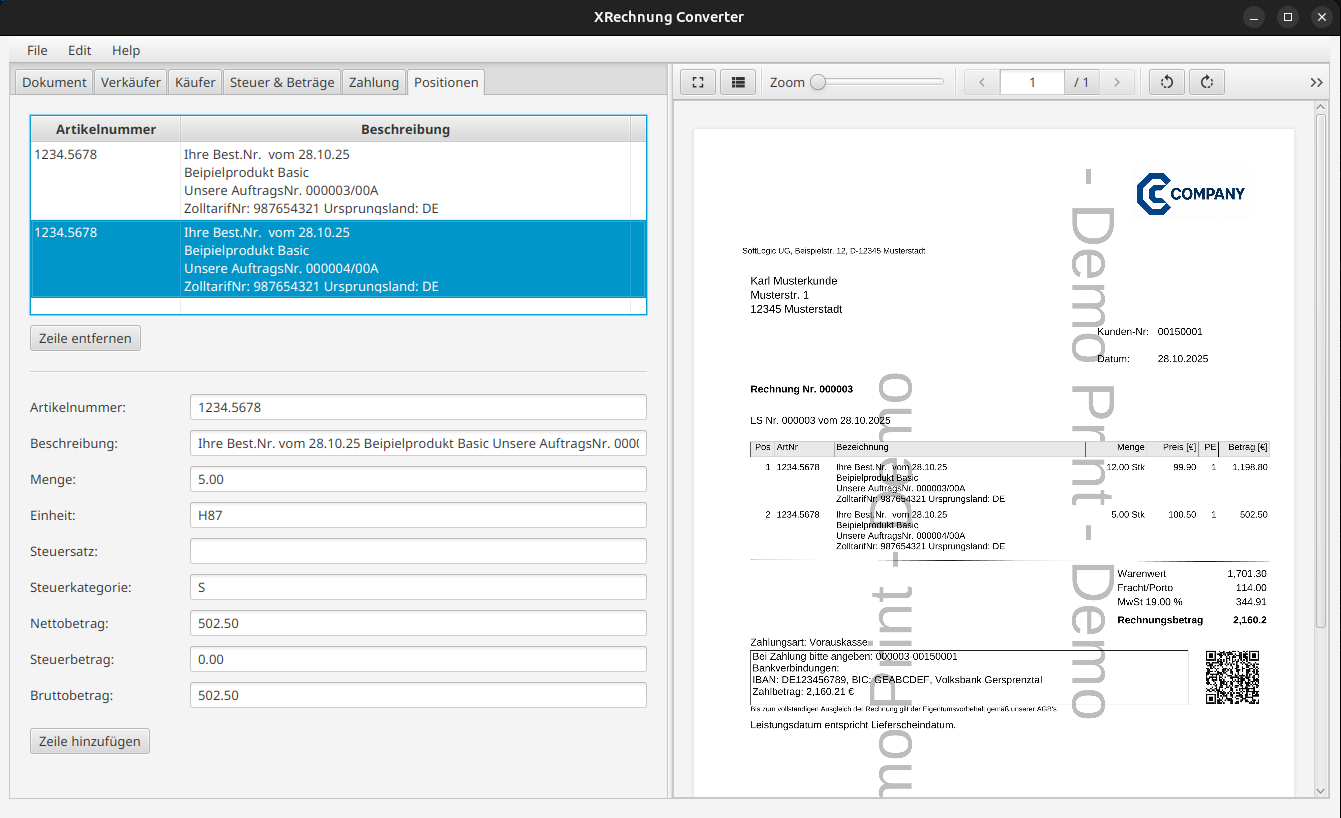 XRechnung Converter
File Edit Help
Dokument Verkäufer Käufer Steuer & Beträge Zahlung Positionen
Artikelnummer Beschreibung
1234.5678 Ihre Best.Nr.  vom 28.10.25
Beipielprodukt Basic
Unsere AuftragsNr. 000003/00A
ZolltarifNr: 987654321 Ursprungsland: DE
1234.5678 Ihre Best.Nr.  vom 28.10.25
Beipielprodukt Basic
Unsere AuftragsNr. 000004/00A
ZolltarifNr: 987654321 Ursprungsland: DE
Zeile entfernen
Artikelnummer: 1234.5678
Beschreibung: Ihre Best.Nr. vom 28.10.25 Beipielprodukt Basic Unsere AuftragsNr. 000(
Menge: 5.00
Einheit: H87
Steuersatz:
Steuerkategorie: S
Nettobetrag: 502.50
Steuerbetrag: 0.00
Bruttobetrag: 502.50
Zeile hinzufügen
Zoom 1 / 1
COMPANY
SoftLogic UG, Beispielstr. 12, D-12345 Musterstadt
Karl Musterkunde
Musterstr. 1
12345 Musterstadt
Kunden-Nr: 00150001
Datum: 28.10.2025
Rechnung Nr. 000003
LS Nr. 000003 vom 28.10.2025
Pos ArtNr Bezeichnung Menge Preis [€] PE Betrag [€]
1 1234.5678 Ihre Best.Nr.  vom 28.10.25 12.00 Stk 99.90 1 1.198.80
Beipielprodukt Basic
Unsere AuftragsNr. 000003/00A
ZolltarifNr: 987654321 Ursprungsland: DE
2 1234.5678 Ihre Best.Nr.  vom 28.10.25 5.00 Stk 100.50 1 502.50
Beipielprodukt Basic
Unsere AuftragsNr. 000004/00A
ZolltarifNr: 987654321 Ursprungsland: DE
Warenwert 1,701.30
Fracht/Porto 114.00
MwSt 19.00 % 344.91
Rechnungsbetrag 2,160.2
Zahlungsart: Vorauskasse
Bei Zahlung bitte angeben: 000003-00150001
Bankverbindungen:
IBAN: DE123456789, BIC: GEABCDEF, Volksbank Gersprenztal
Zahlbetrag: 2,160.21 €
Bis zum vollständigen Ausgleich der Rechnung gilt der Eigentumsvorbehalt gemäß unserer AGB's.
Leistungsdatum entspricht Lieferscheindatum.
- Demo Print - Demo
mo Print - Demo